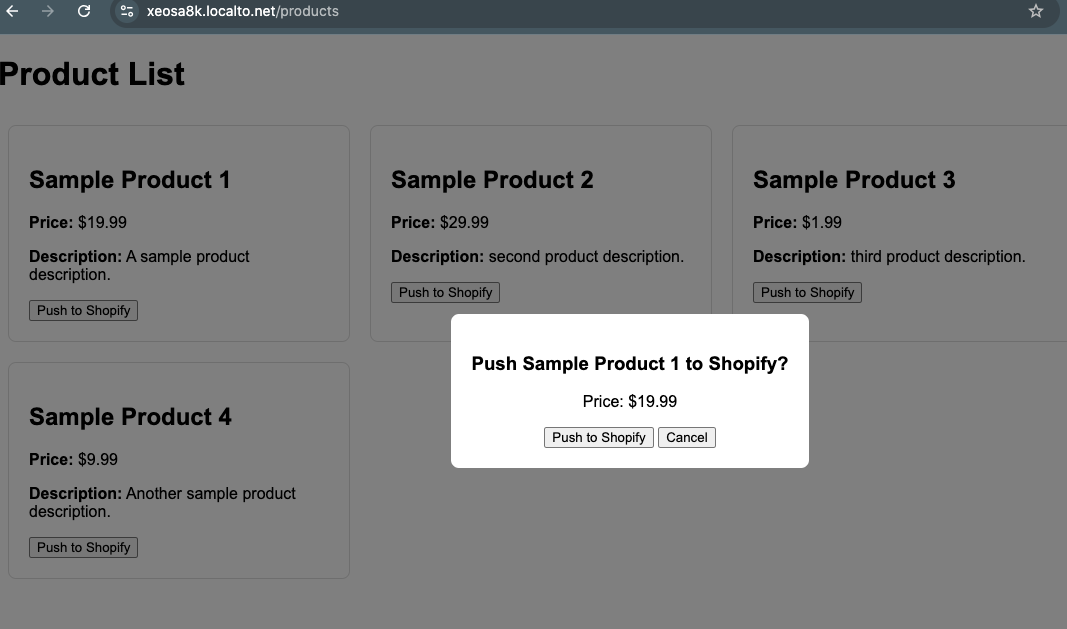 xeosa8k.localto.net/products
Product List
Sample Product 1
Price: $19.99
Description: A sample product
description.
Push to Shopify
Sample Product 2
Price: $29.99
Description: second product description.
Push to Shopify
Sample Product 3
Price: $1.99
Description: third product description.
Push to Shopify
Push Sample Product 1 to Shopify?
Price: $19.99
Push to Shopify Cancel
Sample Product 4
Price: $9.99
Description: Another sample product
description.
Push to Shopify